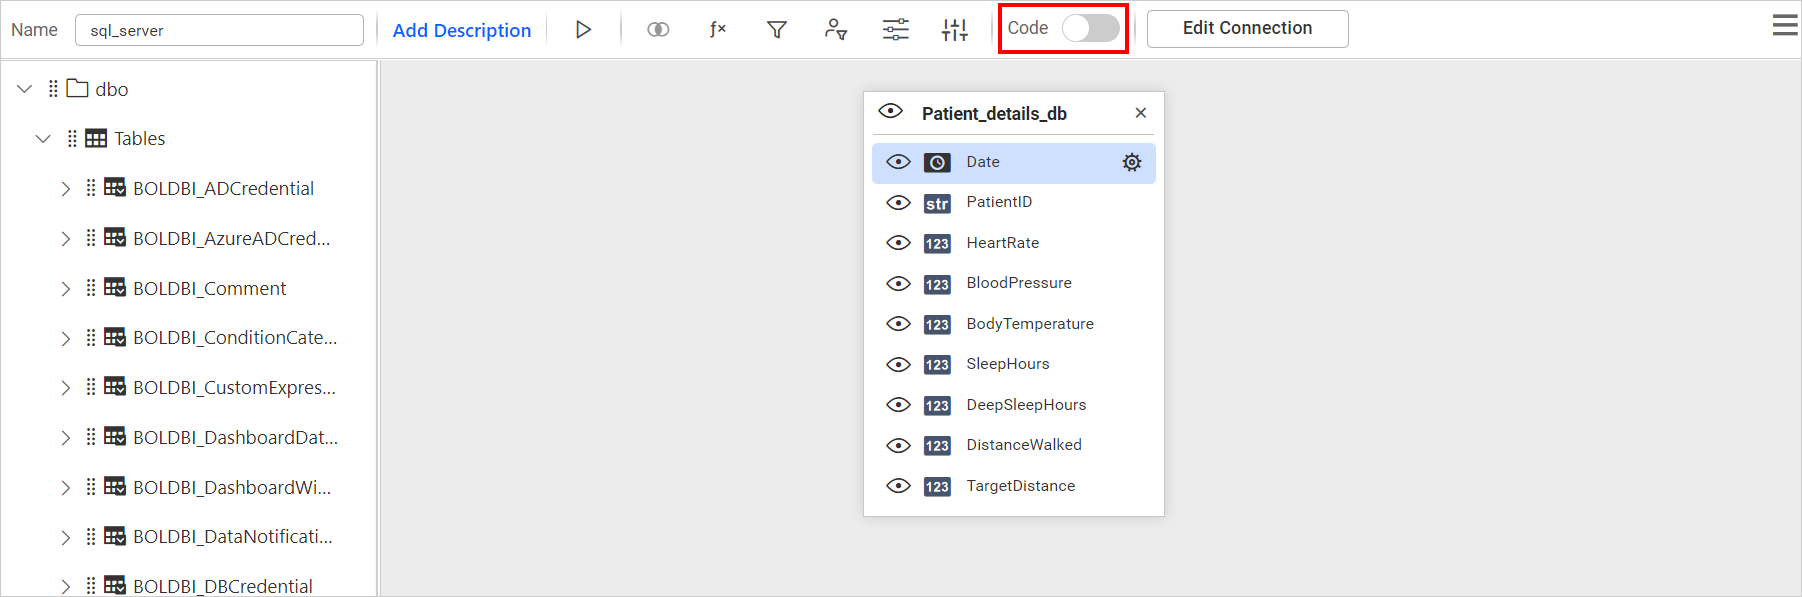 Name sql_server Add Description ƒx Code Edit Connection
dbo
Tables
BOLDBI_ADCredential
BOLDBI_AzureADCred...
BOLDBI_Comment
BOLDBI_ConditionCate...
BOLDBI_CustomExpres...
BOLDBI_DashboardDat...
BOLDBI_DashboardWi...
BOLDBI_DataNotificati...
BOLDBI_DBCredential
Patient_details_db
Date
str PatientID
123 HeartRate
123 BloodPressure
123 BodyTemperature
123 SleepHours
123 DeepSleepHours
123 DistanceWalked
123 TargetDistance